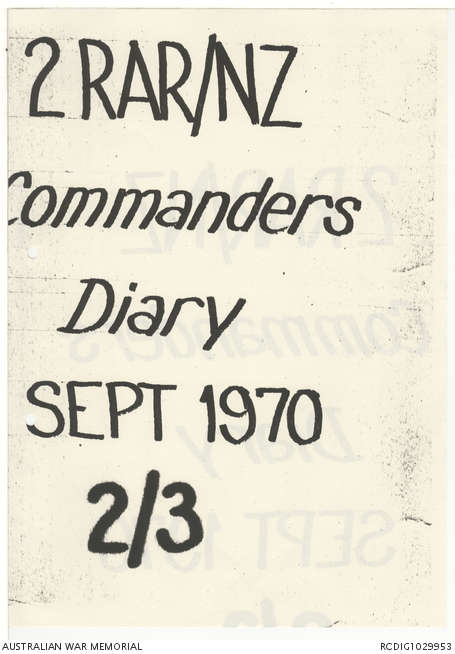 2 RAR/NZ
Commanders
Diary
SEPT 1970
2/3
AUSTRALIAN WAR MEMORIAL
RCDIG1029953